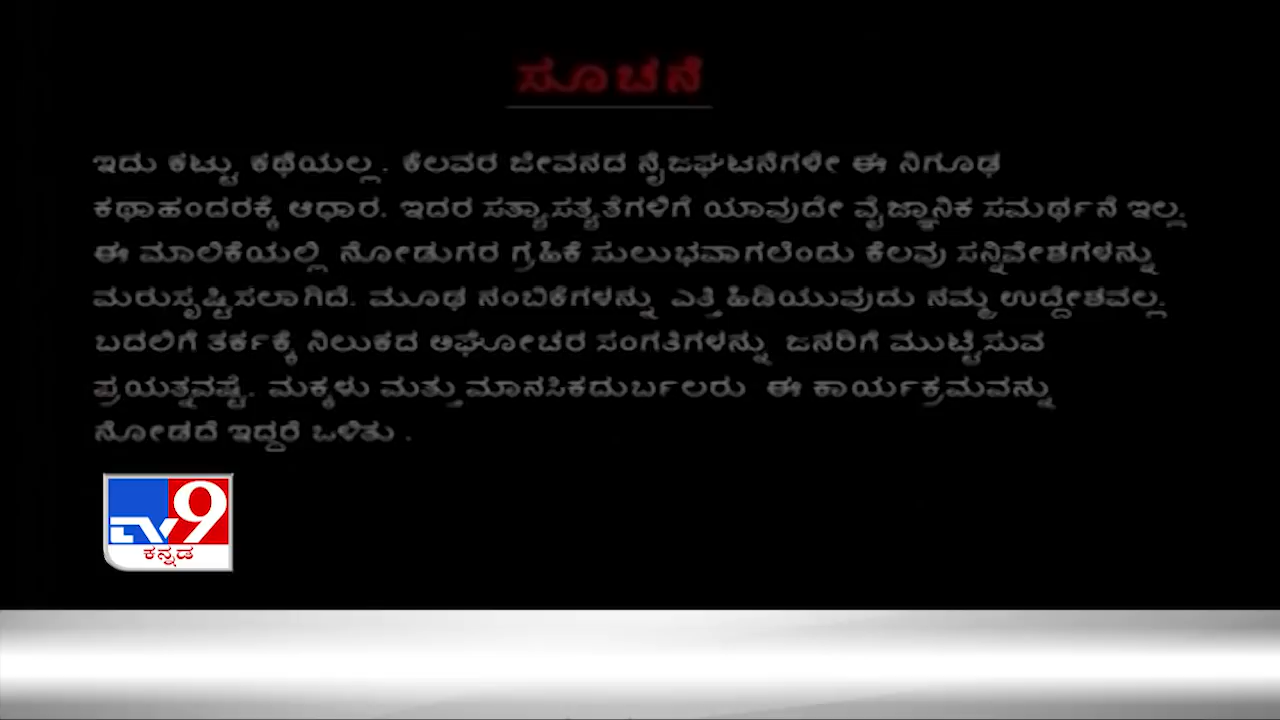 ಸೂಚನೆ
ಇದು ಕಟ್ಟು ಕಥೆಯಲ್ಲ. ಕೆಲವರ ಜೀವನದ ನೈಜಘಟನೆಗಳೇ ಈ ನಿಗೂಢ
ಕಥಾಹಂದರಕ್ಕೆ ಆಧಾರ. ಇದರ ಸತ್ಯಾಸತ್ಯತೆಗಳಿಗೆ ಯಾವುದೇ ವೈಜ್ಞಾನಿಕ ಸಮರ್ಥನೆ ಇಲ್ಲ.
ಈ ಮಾಲಿಕೆಯಲ್ಲಿ ನೋಡುಗರ ಗ್ರಹಿಕೆ ಸುಲುಭವಾಗಲೆಂದು ಕೆಲವು ಸನ್ನಿವೇಶಗಳನ್ನು
ಮರುಸೃಷ್ಟಿಸಲಾಗಿದೆ. ಮೂಢ ನಂಬಿಕೆಗಳನ್ನು ಎತ್ತಿಹಿಡಿಯುವುದು ನಮ್ಮ ಉದ್ದೇಶವಲ್ಲ.
ಬದಲಿಗೆ ತರ್ಕಕ್ಕೆ ನಿಲುಕದ ಅಘೋಚರ ಸಂಗತಿಗಳನ್ನು ಜನರಿಗೆ ಮುಟ್ಟಿಸುವ
ಪ್ರಯತ್ನವಷ್ಟೆ. ಮಕ್ಕಳು ಮತ್ತು ಮಾನಸಿಕದುರ್ಬಲರು ಈ ಕಾರ್ಯಕ್ರಮವನ್ನು
ನೋಡದೆ ಇದ್ದರೆ ಒಳಿತು .
TV9
ಕನ್ನಡ